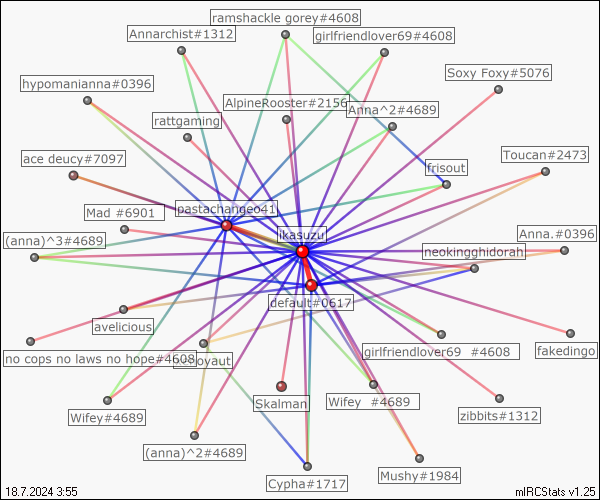 ramshackle gorey#4608
Annarchist#1312
girlfriendlover69#4608
Soxy Foxy#5076
hypomanianna#0396
AlpineRooster#2156
Anna^2#4689
rattgaming
Toucan#2473
ace deucy#7097
frisout
Mad #6901
pastachangeo41
ikasuzu
(anna)^3#4689
Anna.#0396
neokingghidorah
default#0617
avelicious
girlfriendlover69 #4608
fakedingo
no cops no laws no hope#4608
Skalman
Wifey #4689
Wifey#4689
zibbits#1312
(anna)^2#4689
Mushy#1984
Cypha#1717
18.7.2024 3:55
mIRCStats v1.25